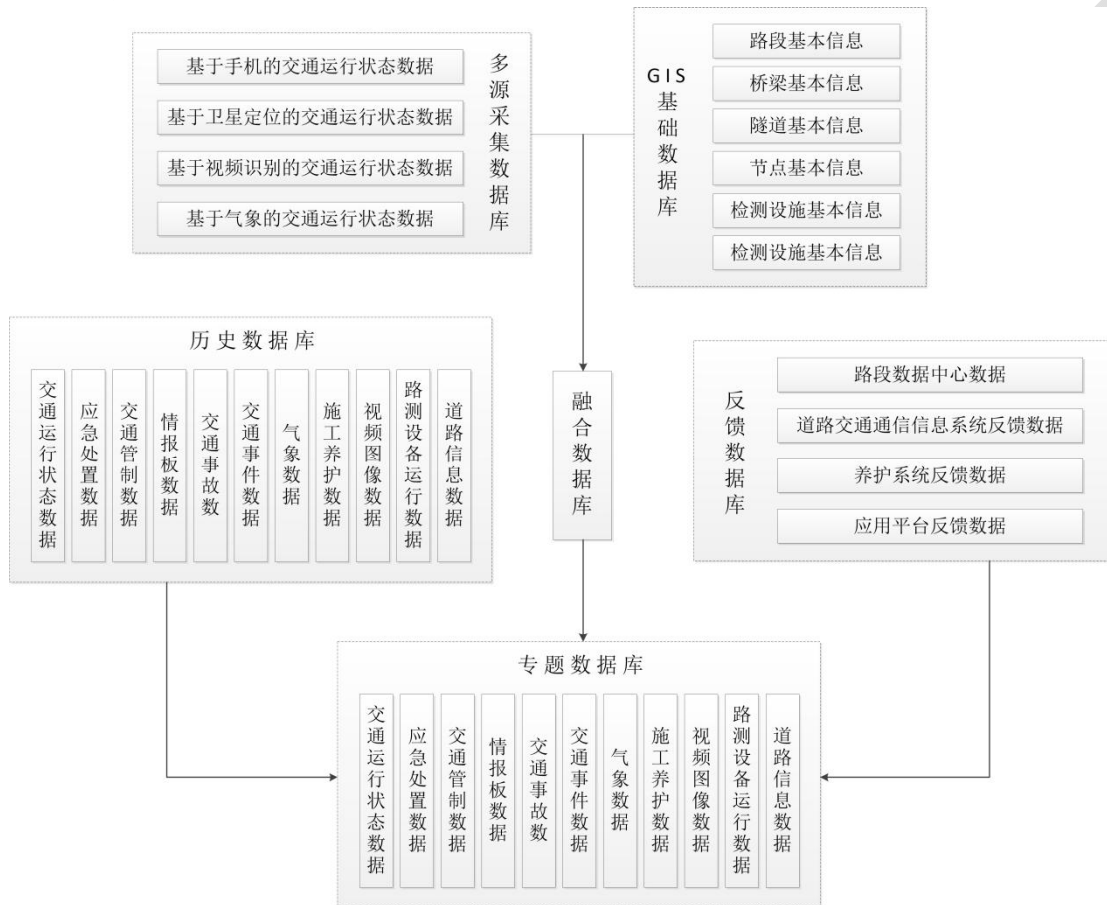 多源采集数据库
基于手机的交通运行状态数据
基于卫星定位的交通运行状态数据
基于视频识别的交通运行状态数据
基于气象的交通运行状态数据
GIS基础数据库
路段基本信息
桥梁基本信息
隧道基本信息
节点基本信息
检测设施基本信息
检测设施基本信息
历史数据库
交通运行状态数据
应急处置数据
交通管制数据
情报板数据
交通事故数
交通事件数据
气象数据
施工养护数据
视频图像数据
路测设备运行数据
道路信息数据
融合数据库
反馈数据库
路段数据中心数据
道路交通通信信息系统反馈数据
养护系统反馈数据
应用平台反馈数据
专题数据库
交通运行状态数据
应急处置数据
交通管制数据
情报板数据
交通事故数
交通事件数据
气象数据
施工养护数据
视频图像数据
路测设备运行数据
道路信息数据